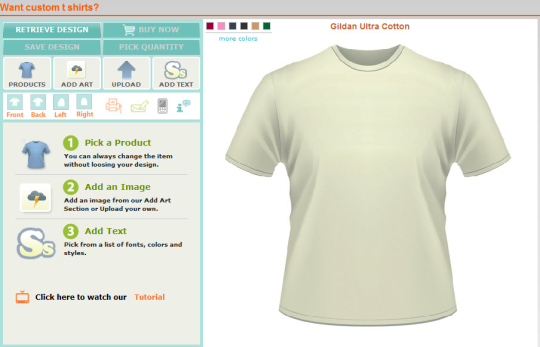 Want custom t shirts?
RETRIEVE DESIGN
BUY NOW
SAVE DESIGN
PICK QUANTITY
PRODUCTS
ADD ART
UPLOAD
Ss
ADD TEXT
Front
Back
Left
Right
1 Pick a Product
You can always change the item
without loosing your design.
2 Add an Image
Add an image from our Add Art
Section or Upload your own.
Ss
3 Add Text
Pick from a list of fonts, colors and
styles.
Click here to watch our Tutorial
more colors
Gildan Ultra Cotton